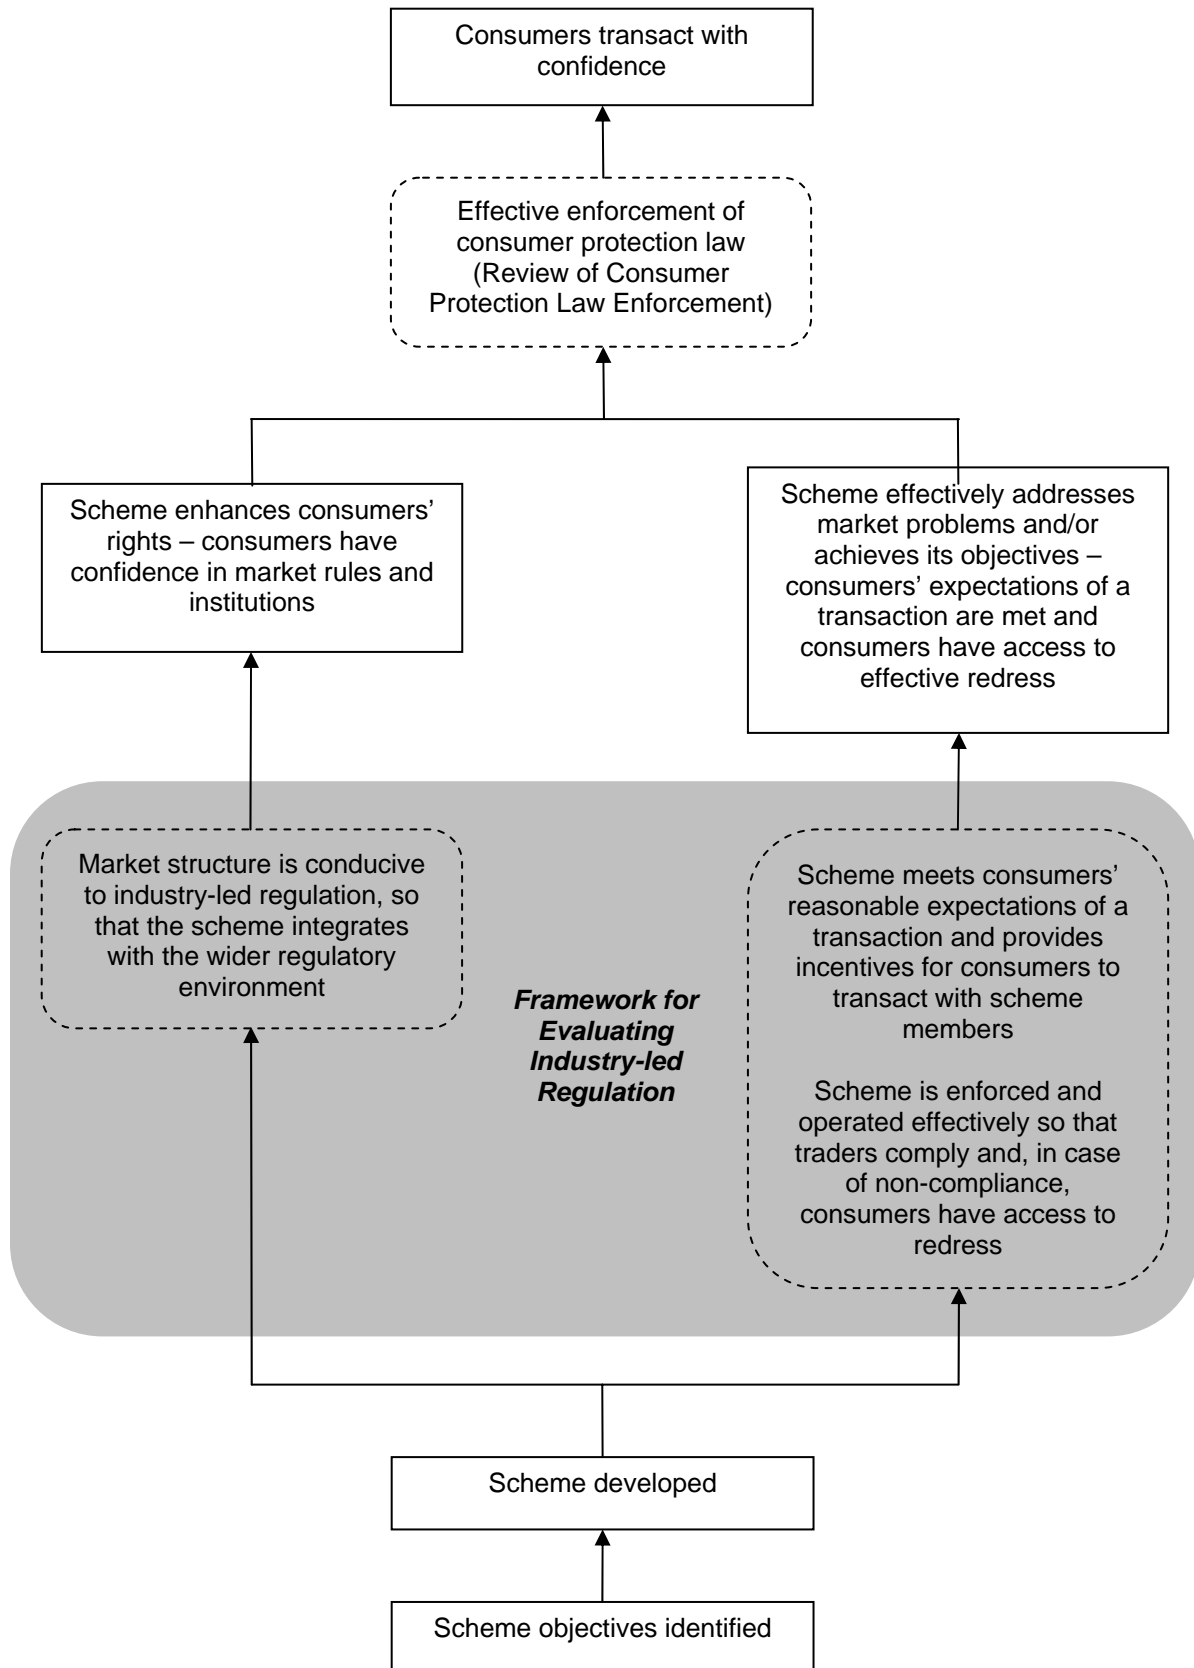 Consumers transact with
confidence
Effective enforcement of
consumer protection law
(Review of Consumer
Protection Law Enforcement)
Scheme enhances consumers’
rights – consumers have
confidence in market rules and
institutions
Scheme effectively addresses
market problems and/or
achieves its objectives –
consumers’ expectations of a
transaction are met and
consumers have access to
effective redress
Market structure is conducive
to industry-led regulation, so
that the scheme integrates
with the wider regulatory
environment
Framework for
Evaluating
Industry-led
Regulation
Scheme meets consumers’
reasonable expectations of a
transaction and provides
incentives for consumers to
transact with scheme
members
Scheme is enforced and
operated effectively so that
traders comply and, in case
of non-compliance,
consumers have access to
redress
Scheme developed
Scheme objectives identified